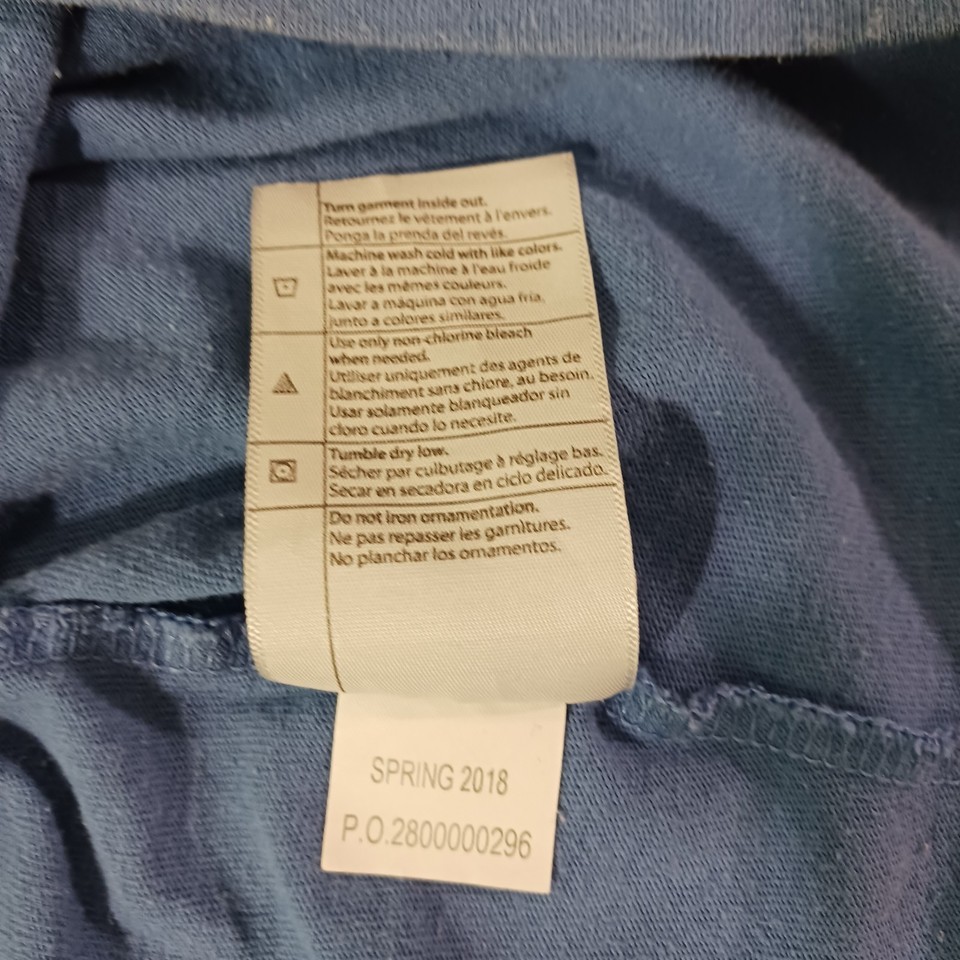 Turn garment inside out.
Retournez le vêtement à l'envers.
Ponga la prenda del revés.
Machine wash cold with like colors.
Laver à la machine à l'eau froide
avec les mêmes couleurs.
Lavar a máquina con agua fría,
junto a colores similares.
Use only non-chlorine bleach
when needed.
Utiliser uniquement des agents de
blanchiment sans chlore, au besoin.
Usar solamente blanqueador sin
cloro cuando lo necesite.
Tumble dry low.
Sécher par culbutage à réglage bas.
Secar en secadora en ciclo delicado.
Do not iron ornamentation.
Ne pas repasser les garnitures.
No planchar los ornamentos.
SPRING 2018
P.O.2800000296